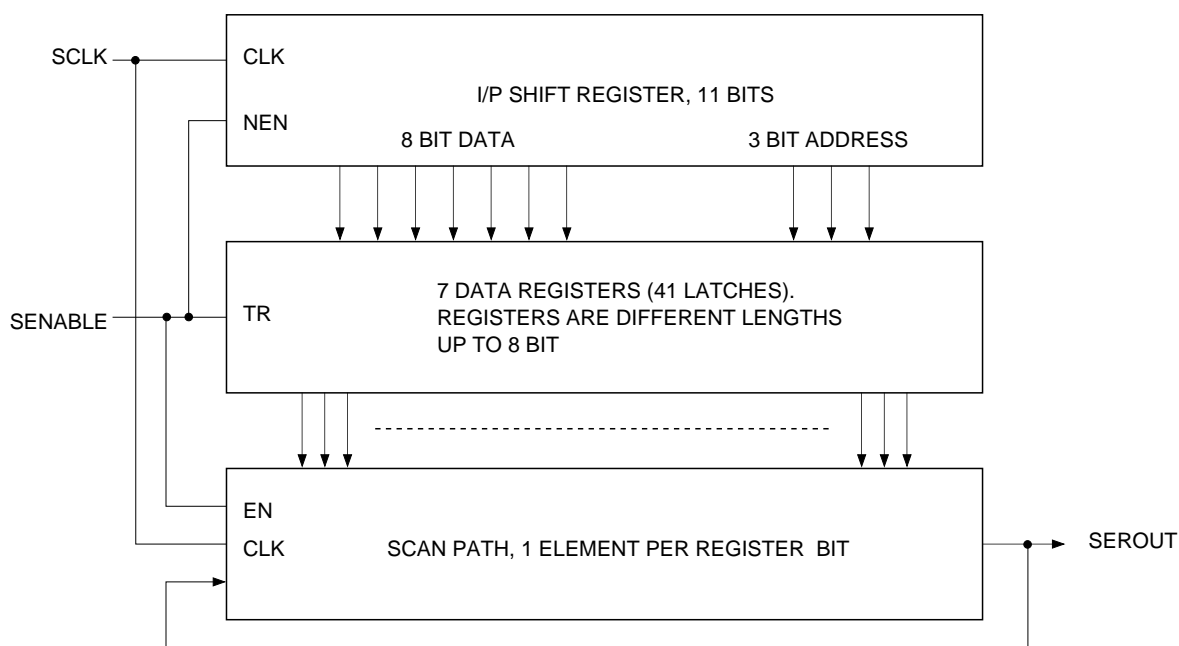 SCLK
CLK
I/P SHIFT REGISTER, 11 BITS
NEN
8 BIT DATA
3 BIT ADDRESS
SENABLE
TR
7 DATA REGISTERS (41 LATCHES).
REGISTERS ARE DIFFERENT LENGTHS
UP TO 8 BIT
EN
CLK
SCAN PATH, 1 ELEMENT PER REGISTER BIT
SEROUT